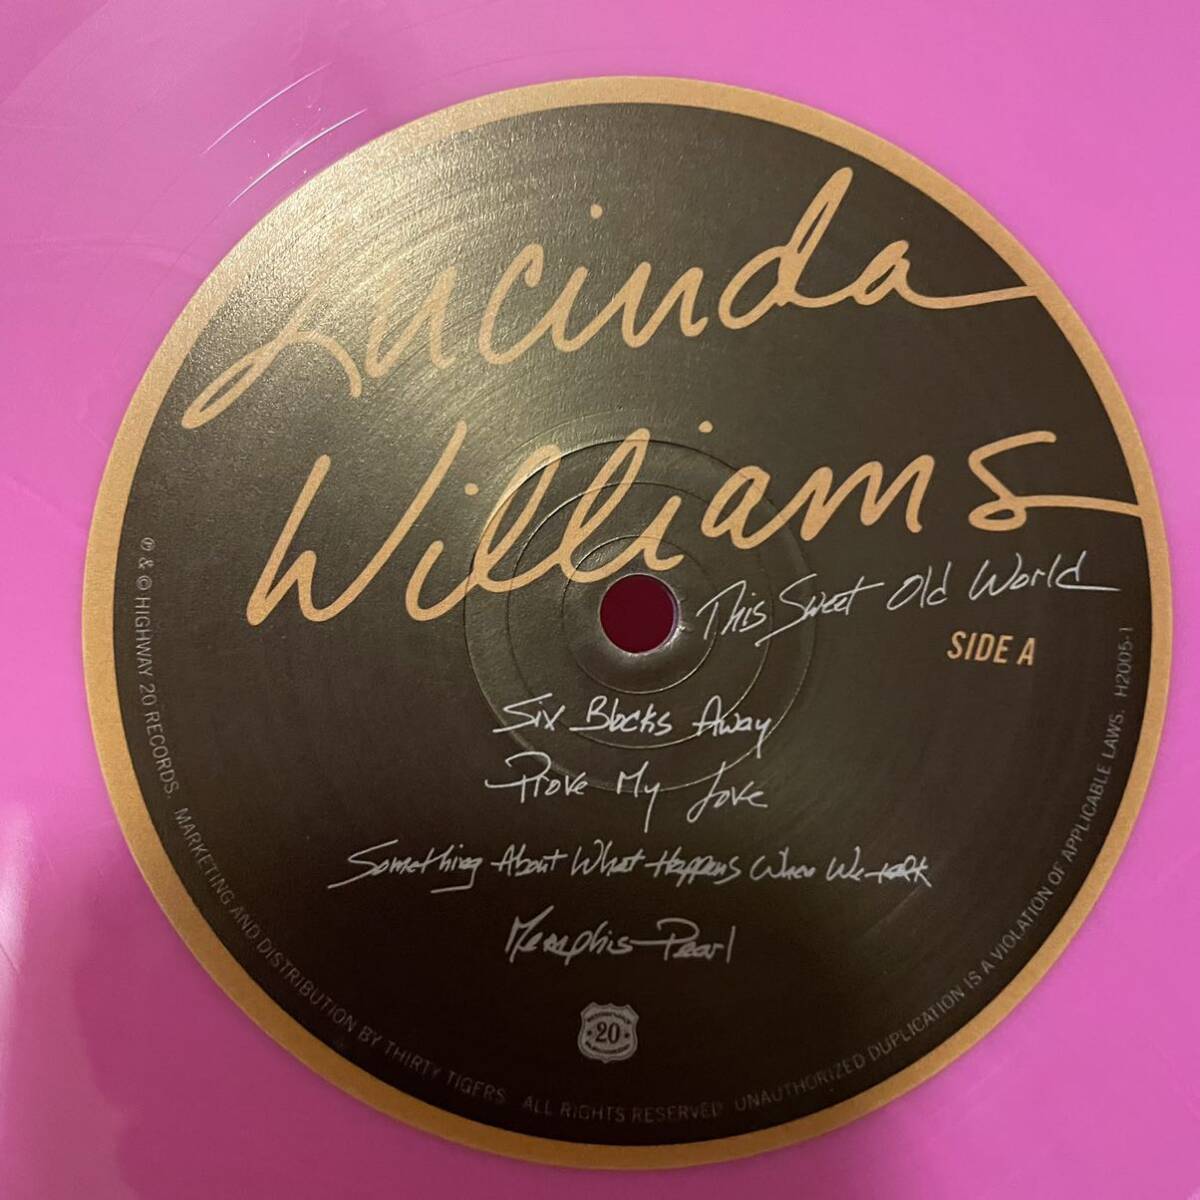 Lucinda
Williams
This Sweet Old World
SIDE A
Six Blocks Away
Prove My Love
Something About What Happens When We Talk
Memphis Pearl
20
℗ & © HIGHWAY 20 RECORDS. MARKETING AND DISTRIBUTION BY THIRTY TIGERS. ALL RIGHTS RESERVED. UNAUTHORIZED DUPLICATION IS A VIOLATION OF APPLICABLE LAWS. H2005-1